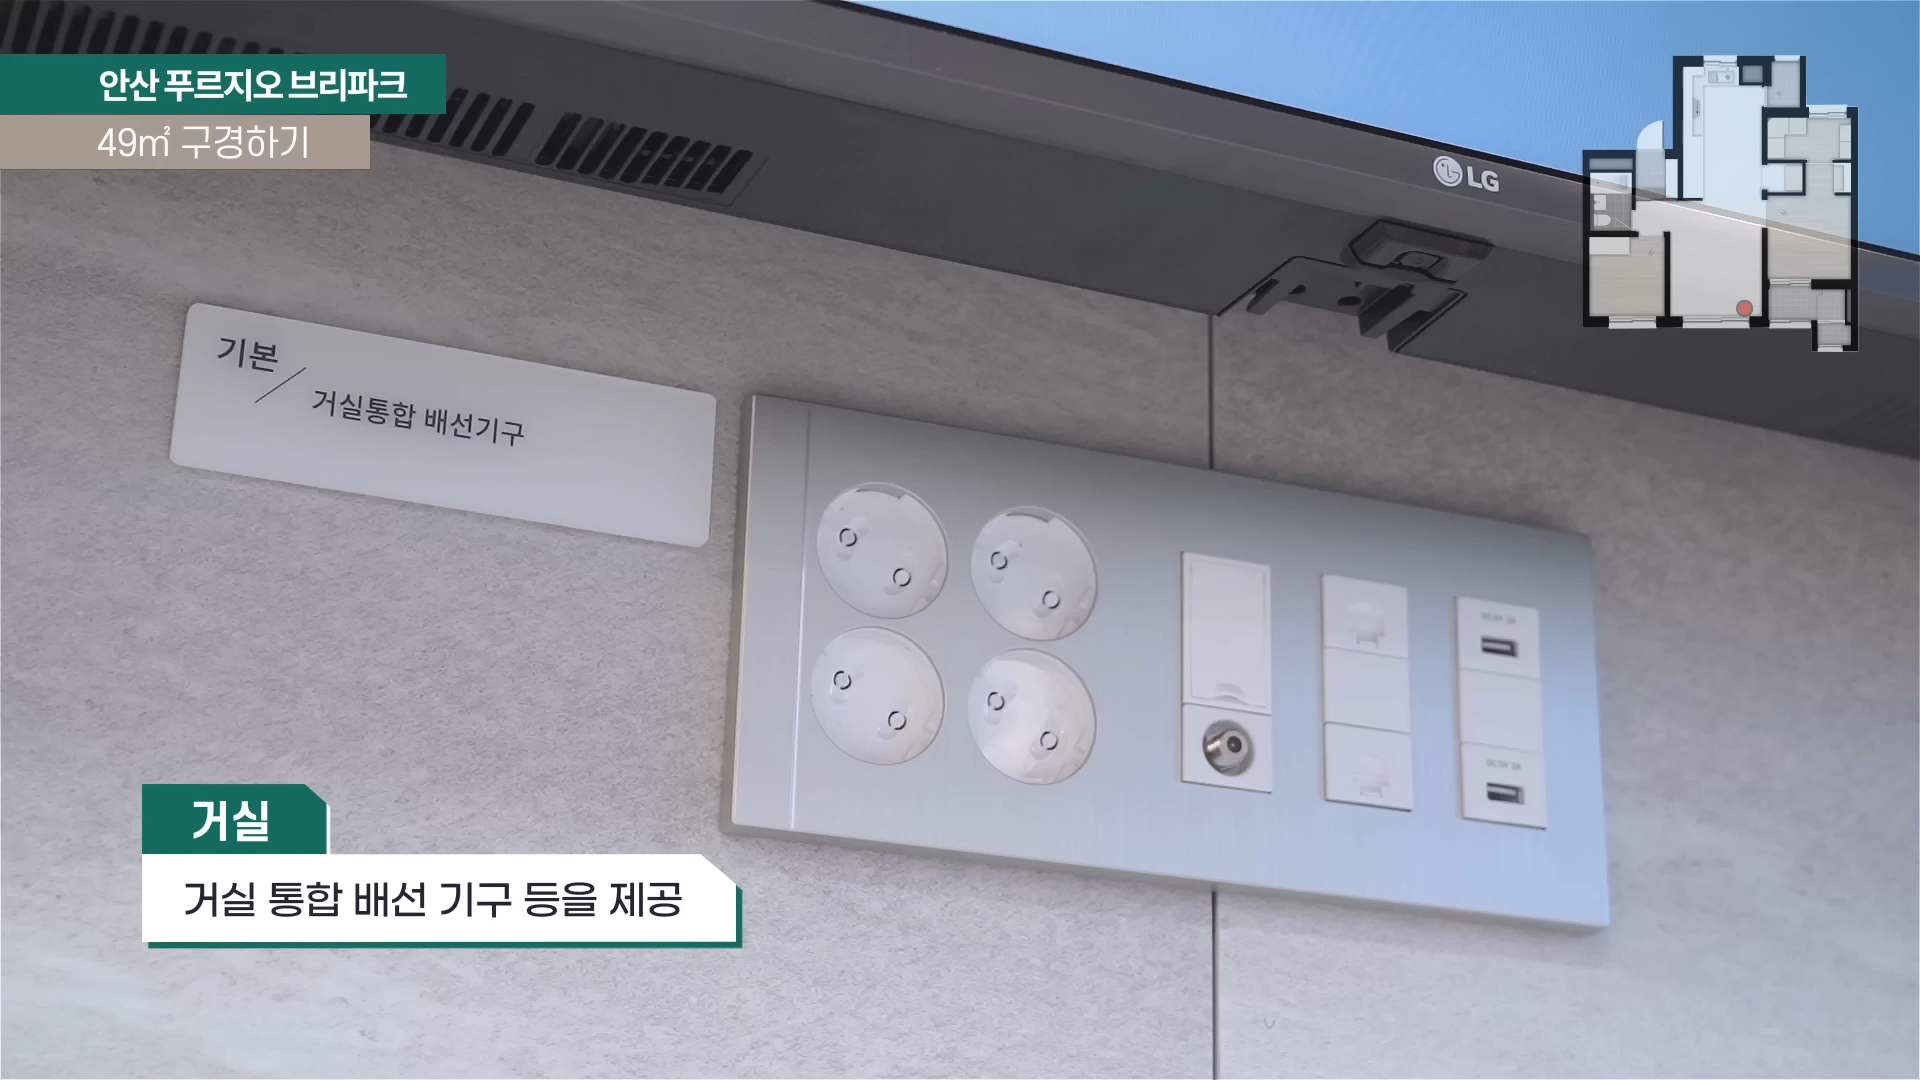 안산 푸르지오 브리파크
49㎡ 구경하기
LG
기본
거실통합 배선기구
거실
거실 통합 배선 기구 등을 제공